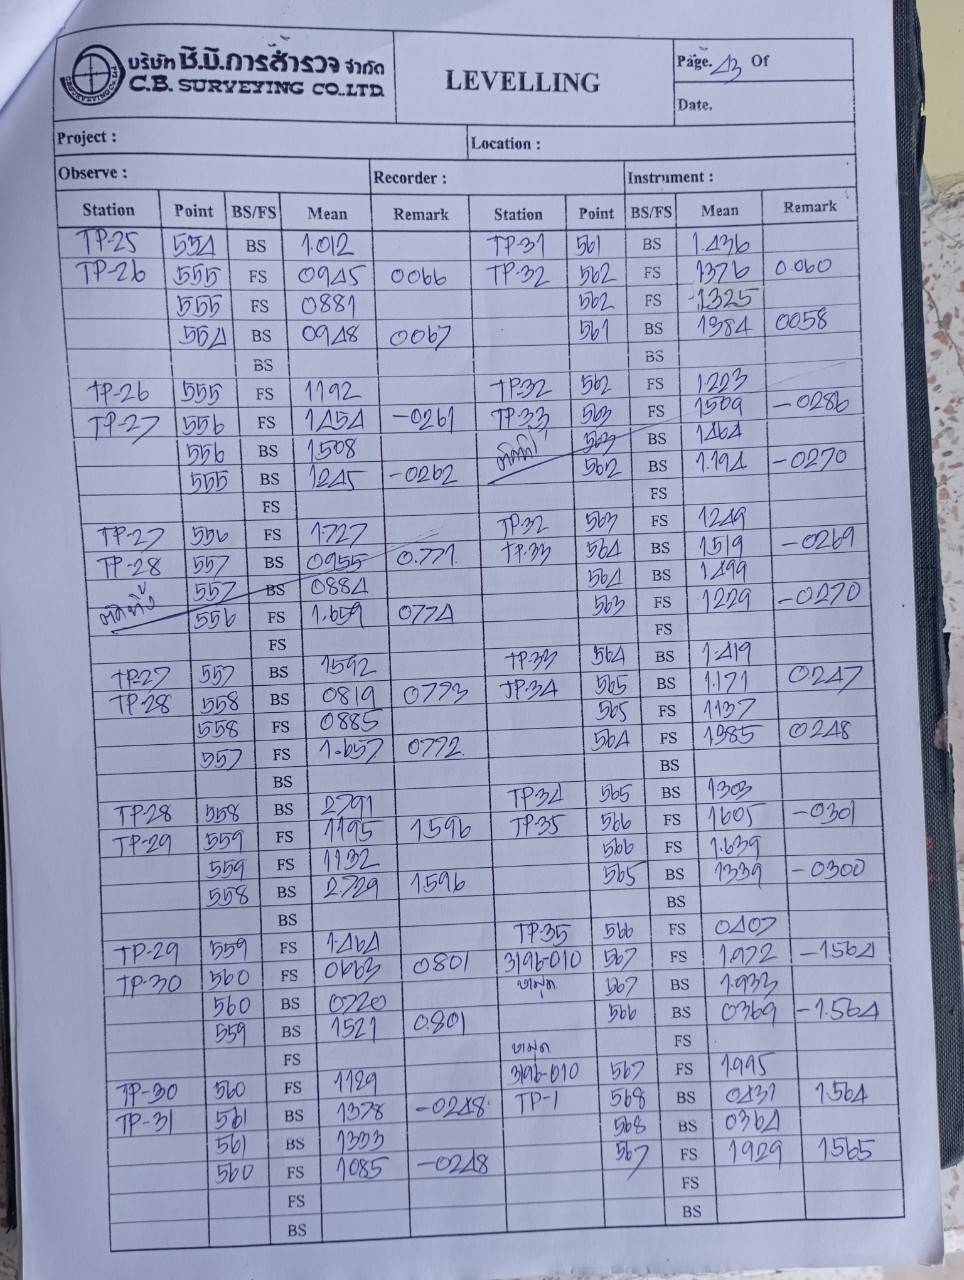 บริษัท ซี.บี.การสำรวจ จำกัด
C.B. SURVEYING CO.,LTD
LEVELLING
Page. 43 Of
Date.
Project :
Location :
Observe :
Recorder :
Instrument :
Station Point BS/FS Mean Remark Station Point BS/FS Mean Remark
TP-25 554 BS 1.012 TP-31 561 BS 1.436
TP-26 555 FS 0945 0066 TP-32 562 FS 1376 0.060
555 FS 0881 562 FS 1325
554 BS 0948 0067 561 BS 1384 0058
BS BS
TP-26 555 FS 1192 TP-32 562 FS 1.223
TP-27 556 FS 1454 -0261 TP-33 563 FS 1509 -0286
556 BS 1508 563 BS 1464
555 BS 1245 -0262 562 BS 1.194 -0270
FS FS
TP-27 556 FS 1.727 TP-32 563 FS 1249
TP-28 557 BS 0955 0.771 TP-33 564 BS 1519 -0269
ตัดทิ้ง 557 BS 0884 564 BS 1499
556 FS 1.659 0774 563 FS 1229 -0270
FS FS
TP-27 557 BS 1592 TP-33 564 BS 1.419
TP-28 558 BS 0819 0773 TP-34 565 BS 1.171 0247
558 FS 0885 565 FS 1137
557 FS 1.657 0772 564 FS 1385 0248
BS BS
TP-28 558 BS 2791 TP34 565 BS 1303
TP-29 559 FS 1195 1596 TP-35 566 FS 1605 -0301
559 FS 1132 566 FS 1.639
558 BS 2.729 1596 565 BS 1339 -0300
BS BS
TP-29 559 FS 1.464 TP35 566 FS 0407
TP-30 560 FS 0663 0801 3196-010 567 FS 1.972 -1564
560 BS 0720 หมุด 567 BS 1.933
559 BS 1521 0.801 566 BS 0369 -1.564
FS หมุด FS
TP-30 560 FS 1129 3196-010 567 FS 1.995
TP-31 561 BS 1378 -0248 TP-1 568 BS 0431 1.564
561 BS 1333 568 BS 0364
560 FS 1085 -0248 567 FS 1929 1.565
FS FS
BS BS